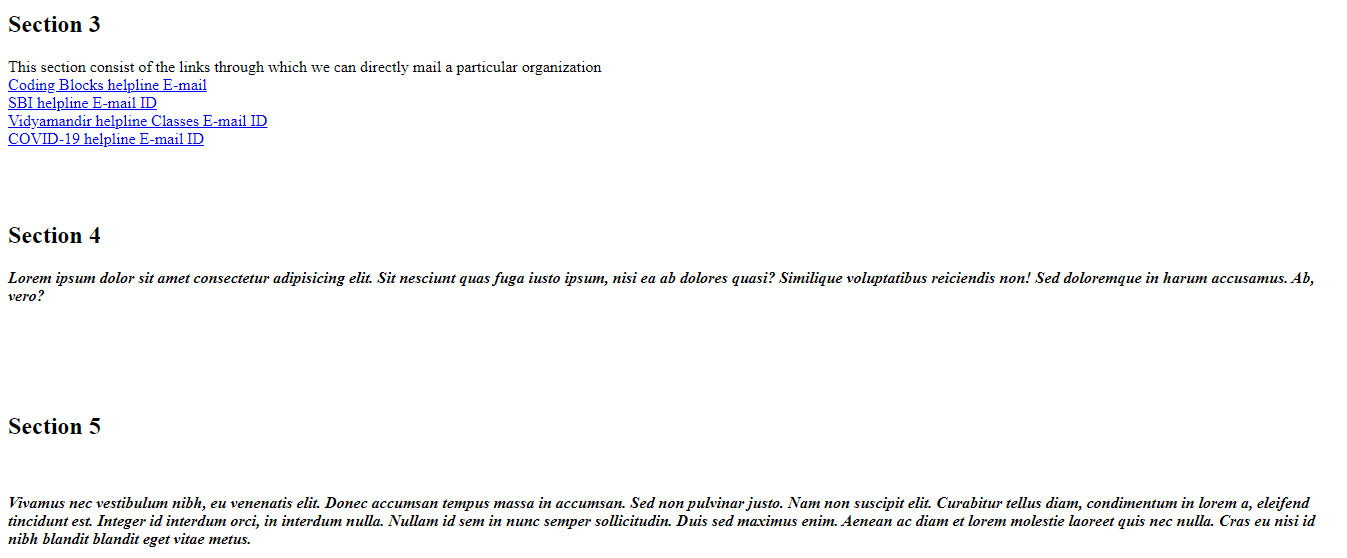 Section 3
This section consist of the links through which we can directly mail a particular organization
Coding Blocks helpline E-mail
SBI helpline E-mail ID
Vidyamandir helpline Classes E-mail ID
COVID-19 helpline E-mail ID
Section 4
Lorem ipsum dolor sit amet consectetur adipisicing elit. Sit nesciunt quas fuga iusto ipsum, nisi ea ab dolores quasi? Similique voluptatibus reiciendis non! Sed doloremque in harum accusamus. Ab,
vero?
Section 5
Vivamus nec vestibulum nibh, eu venenatis elit. Donec accumsan tempus massa in accumsan. Sed non pulvinar justo. Nam non suscipit elit. Curabitur tellus diam, condimentum in lorem a, eleifend
tincidunt est. Integer id interdum orci, in interdum nulla. Nullam id sem in nunc semper sollicitudin. Duis sed maximus enim. Aenean ac diam et lorem molestie laoreet quis nec nulla. Cras eu nisi id
nibh blandit blandit eget vitae metus.